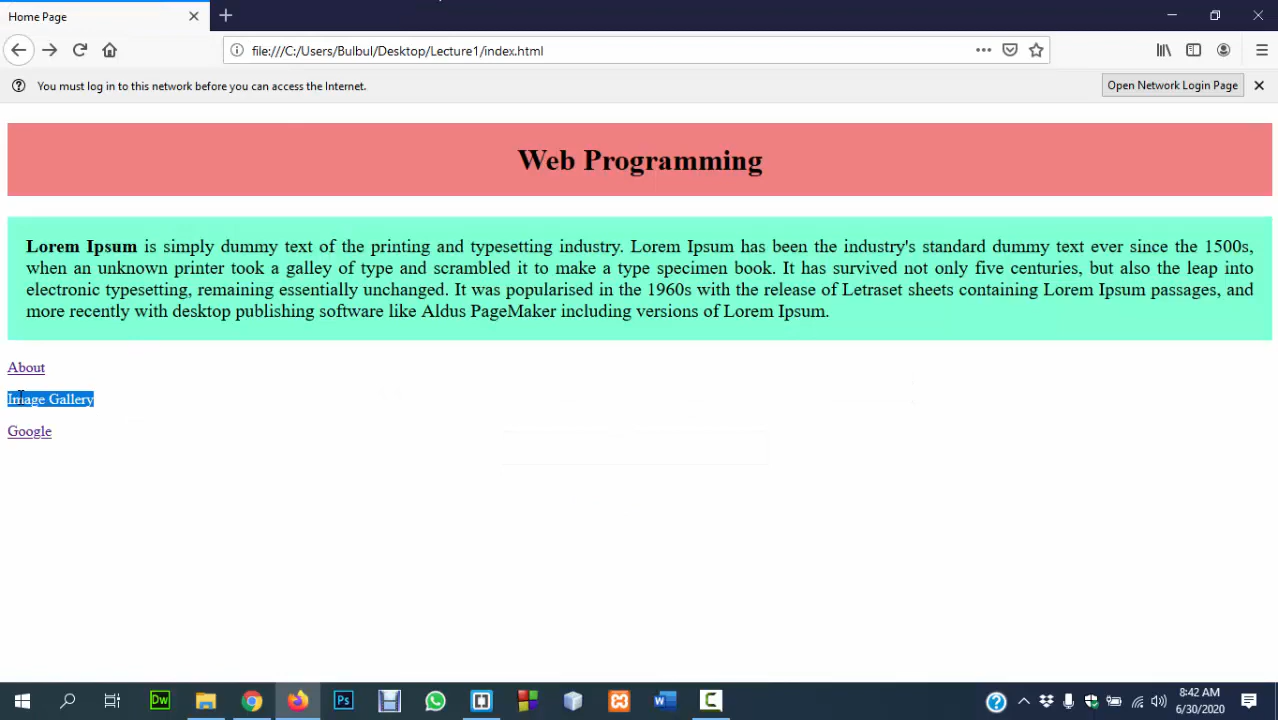 Home Page
file:///C:/Users/Bulbul/Desktop/Lecture1/index.html
You must log in to this network before you can access the Internet.
Open Network Login Page
Web Programming
Lorem Ipsum is simply dummy text of the printing and typesetting industry. Lorem Ipsum has been the industry's standard dummy text ever since the 1500s,
when an unknown printer took a galley of type and scrambled it to make a type specimen book. It has survived not only five centuries, but also the leap into
electronic typesetting, remaining essentially unchanged. It was popularised in the 1960s with the release of Letraset sheets containing Lorem Ipsum passages, and
more recently with desktop publishing software like Aldus PageMaker including versions of Lorem Ipsum.
About
Image Gallery
Google
Dw
Ps
8:42 AM
6/30/2020